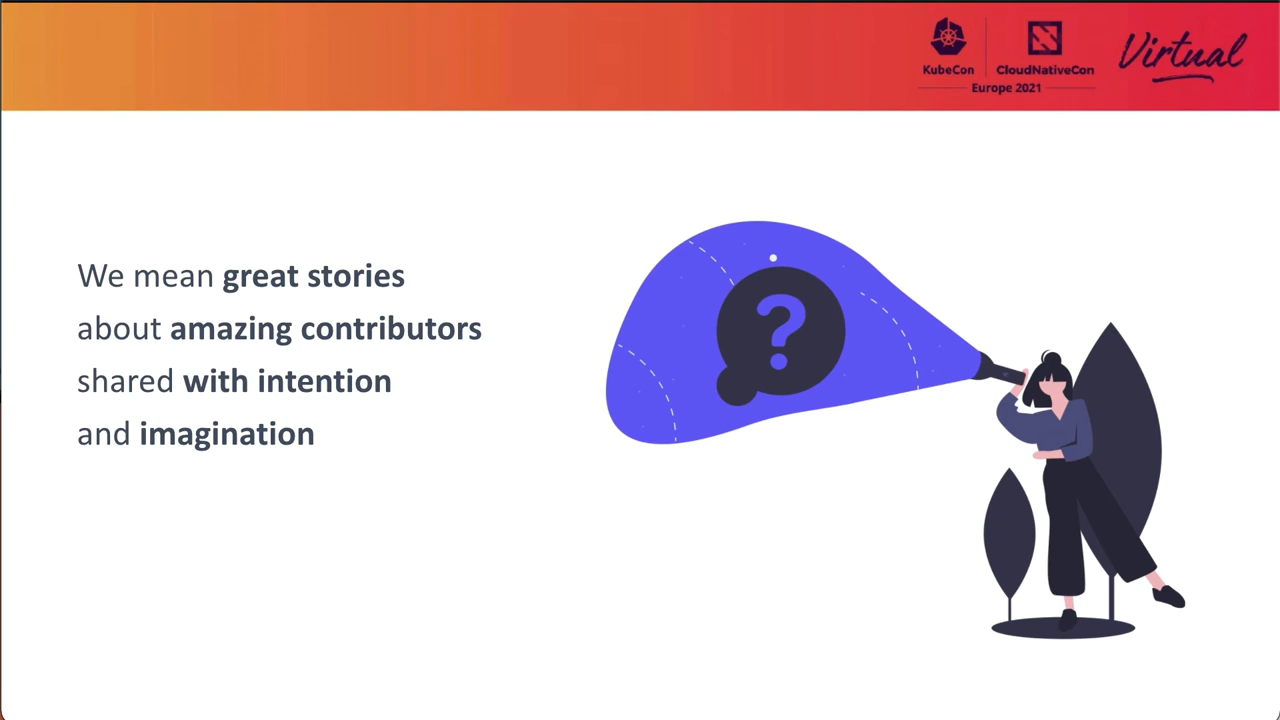 KubeCon
CloudNativeCon
Europe 2021
Virtual
We mean great stories
about amazing contributors
shared with intention
and imagination
?